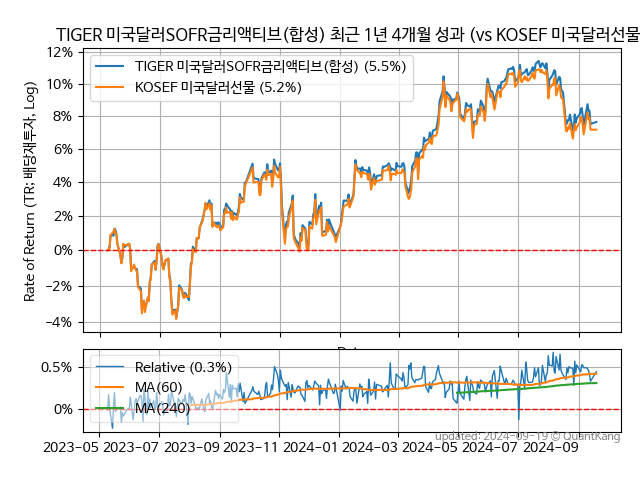 TIGER 미국달러SOFR금리액티브(합성) 최근 1년 4개월 성과 (vs KOSEF 미국달러선물
12%
10%
8%
6%
4%
2%
0%
−2%
−4%
Rate of Return (TR: 배당재투자, Log)
TIGER 미국달러SOFR금리액티브(합성) (5.5%)
KOSEF 미국달러선물 (5.2%)
0.5%
0%
Relative (0.3%)
MA(60)
MA(240)
2023-05 2023-07 2023-09 2023-11 2024-01 2024-03 2024-05 2024-07 2024-09
updated: 2024-09-19 © QuantKang